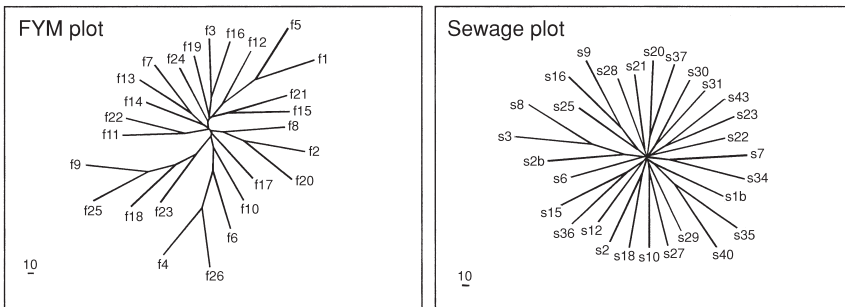 FYM plot
f5
f3
f16
f12
f19
f24
f1
f7
f13
f21
f14
f15
f22
f8
f11
f2
f9
f20
f17
f25
f10
f18
f23
f6
f4
f26
10
Sewage plot
s9
s20
s37
s28
s21
s16
s30
s31
s8
s25
s43
s23
s3
s22
s2b
s7
s6
s34
s1b
s15
s36
s12
s29
s35
s2
s18
s10
s27
s40
10